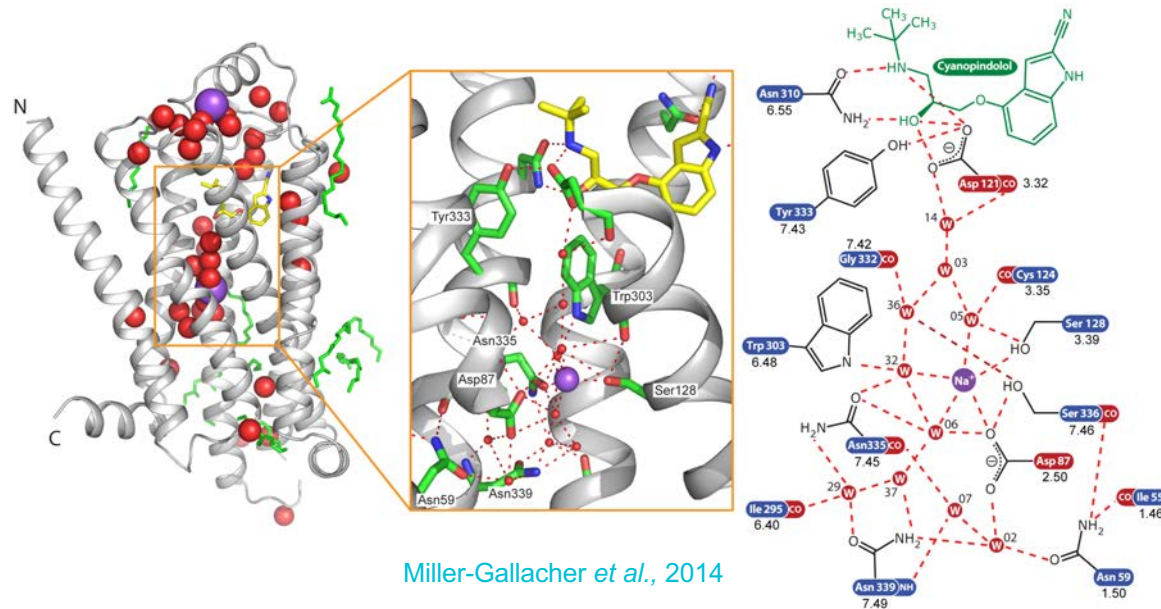 N
C
Tyr333
Trp303
Asn335
Asp87
Ser128
Asn59
Asn339
CH₃
H₃C
H₃C
N
HN
Cyanopindolol
NH
O
HO
O
Asn 310
6.55
O
NH₂
O
O
OH
Asp 121 CO
3.32
Tyr 333
7.43
14 W
W 03
7.42
Gly 332 CO
CO Cys 124
3.35
36 W
05 W
Ser 128
3.39
HO
Trp 303
6.48
N
32 W
Na⁺
HO
Ser 336 CO
7.46
O
H₂N
Asn335 CO
7.45
06 W
O
Asp 87
2.50
O
29 W
37 W
07 W
Ile 295 CO
6.40
CO Ile 55
1.46
NH₂
O
NH₂
W 02
O
Asn 339 NH
7.49
Asn 59
1.50
Miller-Gallacher et al., 2014